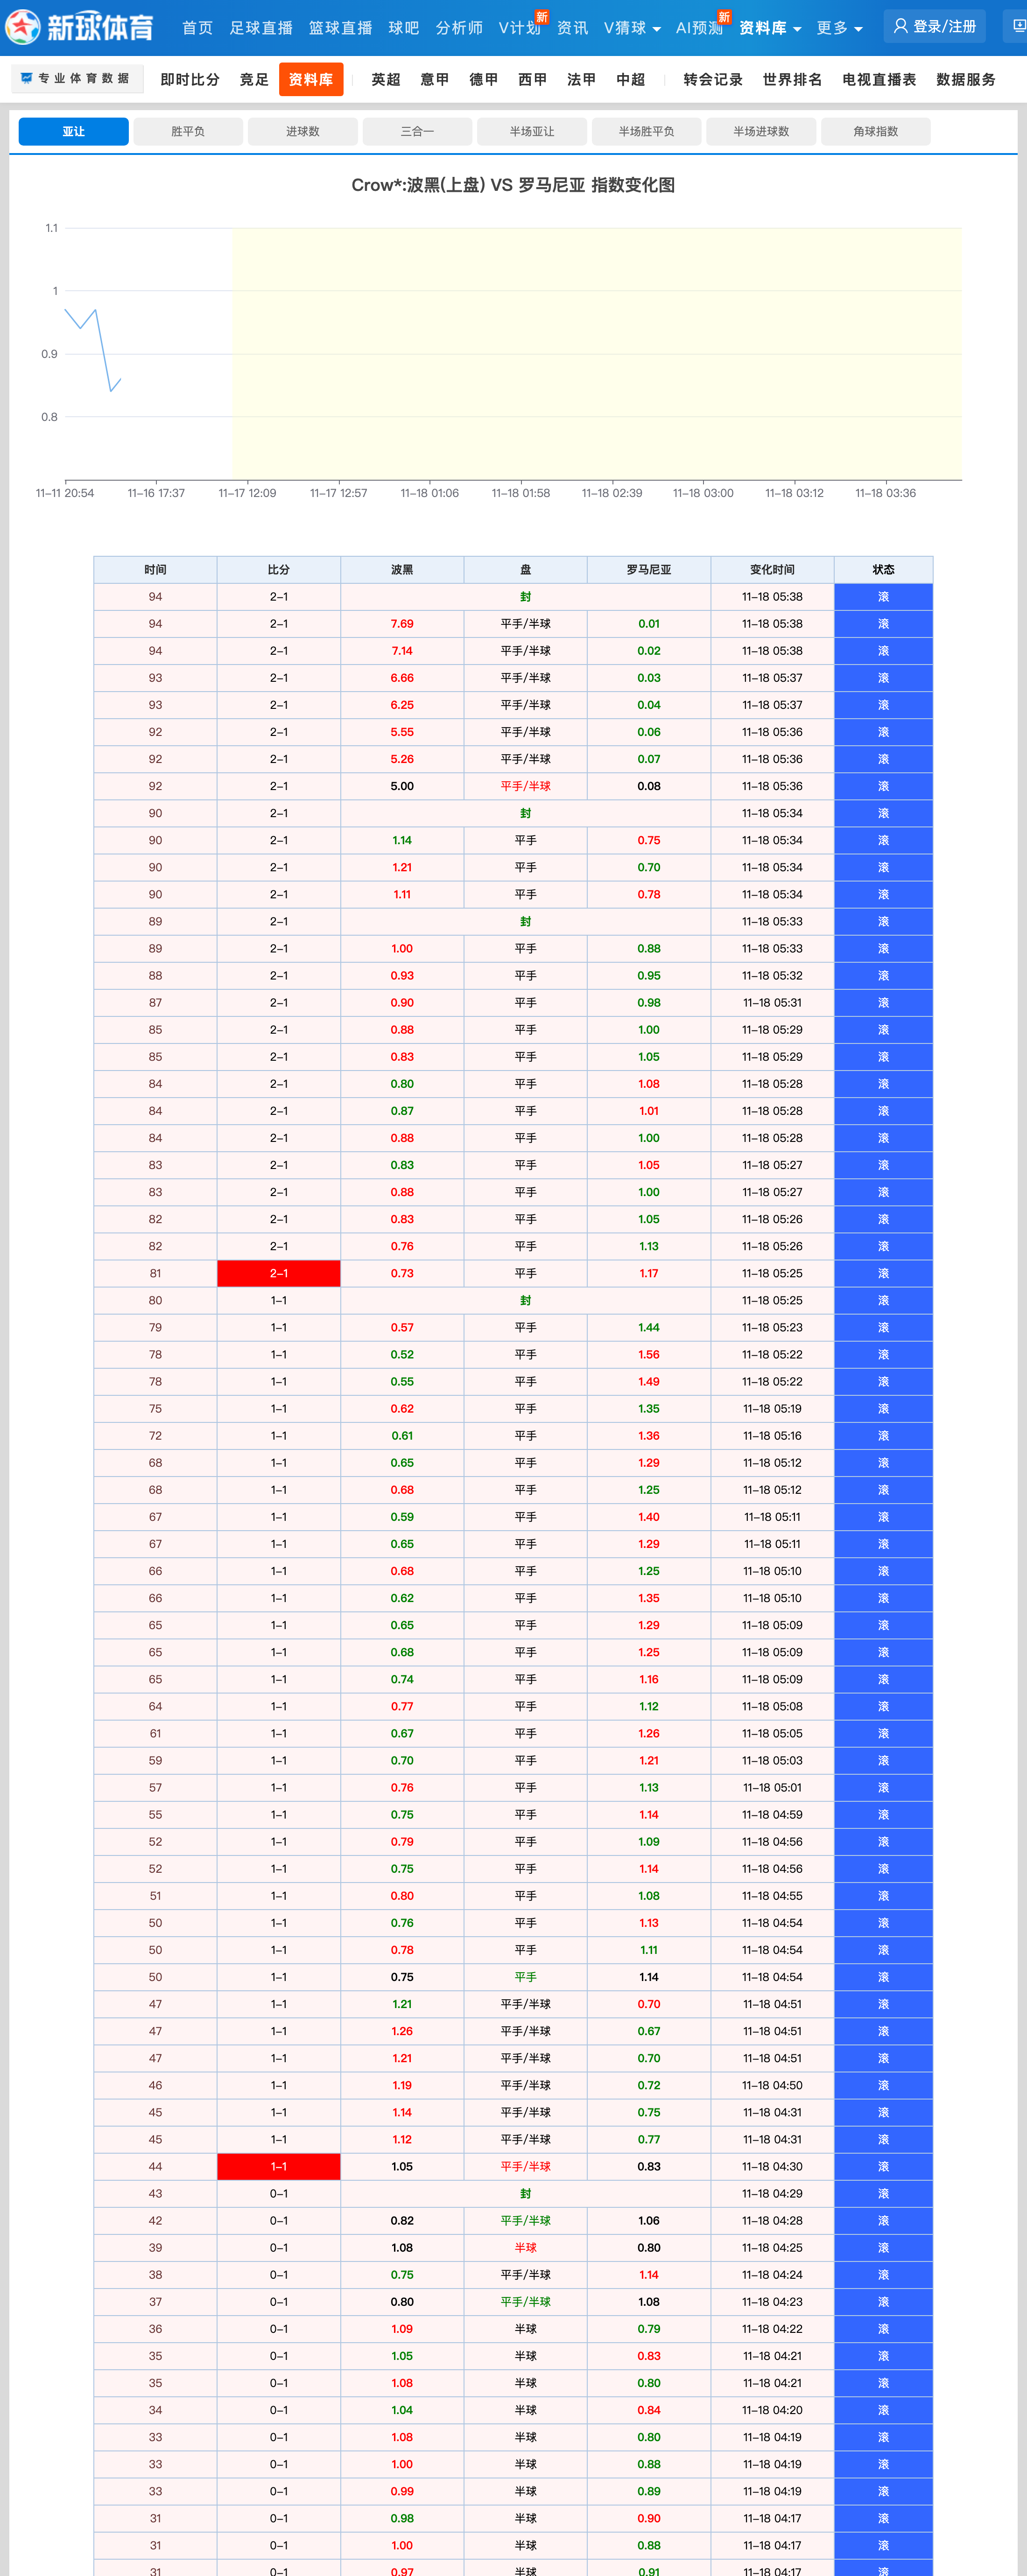 新球体育 首页 足球直播 篮球直播 球吧 分析师 V计划 新 资讯 V猜球 AI预测 新 资料库 更多 登录/注册
专业体育数据 即时比分 竞足 资料库 英超 意甲 德甲 西甲 法甲 中超 转会记录 世界排名 电视直播表 数据服务
亚让 胜平负 进球数 三合一 半场亚让 半场胜平负 半场进球数 角球指数
Crow*:波黑(上盘) VS 罗马尼亚 指数变化图
1.1
1
0.9
0.8
11-11 20:54 11-16 17:37 11-17 12:09 11-17 12:57 11-18 01:06 11-18 01:58 11-18 02:39 11-18 03:00 11-18 03:12 11-18 03:36
时间 比分 波黑 盘 罗马尼亚 变化时间 状态
94 2-1 封 11-18 05:38 滚
94 2-1 7.69 平手/半球 0.01 11-18 05:38 滚
94 2-1 7.14 平手/半球 0.02 11-18 05:38 滚
93 2-1 6.66 平手/半球 0.03 11-18 05:37 滚
93 2-1 6.25 平手/半球 0.04 11-18 05:37 滚
92 2-1 5.55 平手/半球 0.06 11-18 05:36 滚
92 2-1 5.26 平手/半球 0.07 11-18 05:36 滚
92 2-1 5.00 平手/半球 0.08 11-18 05:36 滚
90 2-1 封 11-18 05:34 滚
90 2-1 1.14 平手 0.75 11-18 05:34 滚
90 2-1 1.21 平手 0.70 11-18 05:34 滚
90 2-1 1.11 平手 0.78 11-18 05:34 滚
89 2-1 封 11-18 05:33 滚
89 2-1 1.00 平手 0.88 11-18 05:33 滚
88 2-1 0.93 平手 0.95 11-18 05:32 滚
87 2-1 0.90 平手 0.98 11-18 05:31 滚
85 2-1 0.88 平手 1.00 11-18 05:29 滚
85 2-1 0.83 平手 1.05 11-18 05:29 滚
84 2-1 0.80 平手 1.08 11-18 05:28 滚
84 2-1 0.87 平手 1.01 11-18 05:28 滚
84 2-1 0.88 平手 1.00 11-18 05:28 滚
83 2-1 0.83 平手 1.05 11-18 05:27 滚
83 2-1 0.88 平手 1.00 11-18 05:27 滚
82 2-1 0.83 平手 1.05 11-18 05:26 滚
82 2-1 0.76 平手 1.13 11-18 05:26 滚
81 2-1 0.73 平手 1.17 11-18 05:25 滚
80 1-1 封 11-18 05:25 滚
79 1-1 0.57 平手 1.44 11-18 05:23 滚
78 1-1 0.52 平手 1.56 11-18 05:22 滚
78 1-1 0.55 平手 1.49 11-18 05:22 滚
75 1-1 0.62 平手 1.35 11-18 05:19 滚
72 1-1 0.61 平手 1.36 11-18 05:16 滚
68 1-1 0.65 平手 1.29 11-18 05:12 滚
68 1-1 0.68 平手 1.25 11-18 05:12 滚
67 1-1 0.59 平手 1.40 11-18 05:11 滚
67 1-1 0.65 平手 1.29 11-18 05:11 滚
66 1-1 0.68 平手 1.25 11-18 05:10 滚
66 1-1 0.62 平手 1.35 11-18 05:10 滚
65 1-1 0.65 平手 1.29 11-18 05:09 滚
65 1-1 0.68 平手 1.25 11-18 05:09 滚
65 1-1 0.74 平手 1.16 11-18 05:09 滚
64 1-1 0.77 平手 1.12 11-18 05:08 滚
61 1-1 0.67 平手 1.26 11-18 05:05 滚
59 1-1 0.70 平手 1.21 11-18 05:03 滚
57 1-1 0.76 平手 1.13 11-18 05:01 滚
55 1-1 0.75 平手 1.14 11-18 04:59 滚
52 1-1 0.79 平手 1.09 11-18 04:56 滚
52 1-1 0.75 平手 1.14 11-18 04:56 滚
51 1-1 0.80 平手 1.08 11-18 04:55 滚
50 1-1 0.76 平手 1.13 11-18 04:54 滚
50 1-1 0.78 平手 1.11 11-18 04:54 滚
50 1-1 0.75 平手 1.14 11-18 04:54 滚
47 1-1 1.21 平手/半球 0.70 11-18 04:51 滚
47 1-1 1.26 平手/半球 0.67 11-18 04:51 滚
47 1-1 1.21 平手/半球 0.70 11-18 04:51 滚
46 1-1 1.19 平手/半球 0.72 11-18 04:50 滚
45 1-1 1.14 平手/半球 0.75 11-18 04:31 滚
45 1-1 1.12 平手/半球 0.77 11-18 04:31 滚
44 1-1 1.05 平手/半球 0.83 11-18 04:30 滚
43 0-1 封 11-18 04:29 滚
42 0-1 0.82 平手/半球 1.06 11-18 04:28 滚
39 0-1 1.08 半球 0.80 11-18 04:25 滚
38 0-1 0.75 平手/半球 1.14 11-18 04:24 滚
37 0-1 0.80 平手/半球 1.08 11-18 04:23 滚
36 0-1 1.09 半球 0.79 11-18 04:22 滚
35 0-1 1.05 半球 0.83 11-18 04:21 滚
35 0-1 1.08 半球 0.80 11-18 04:21 滚
34 0-1 1.04 半球 0.84 11-18 04:20 滚
33 0-1 1.08 半球 0.80 11-18 04:19 滚
33 0-1 1.00 半球 0.88 11-18 04:19 滚
33 0-1 0.99 半球 0.89 11-18 04:19 滚
31 0-1 0.98 半球 0.90 11-18 04:17 滚
31 0-1 1.00 半球 0.88 11-18 04:17 滚
31 0-1 0.97 半球 0.91 11-18 04:17 滚